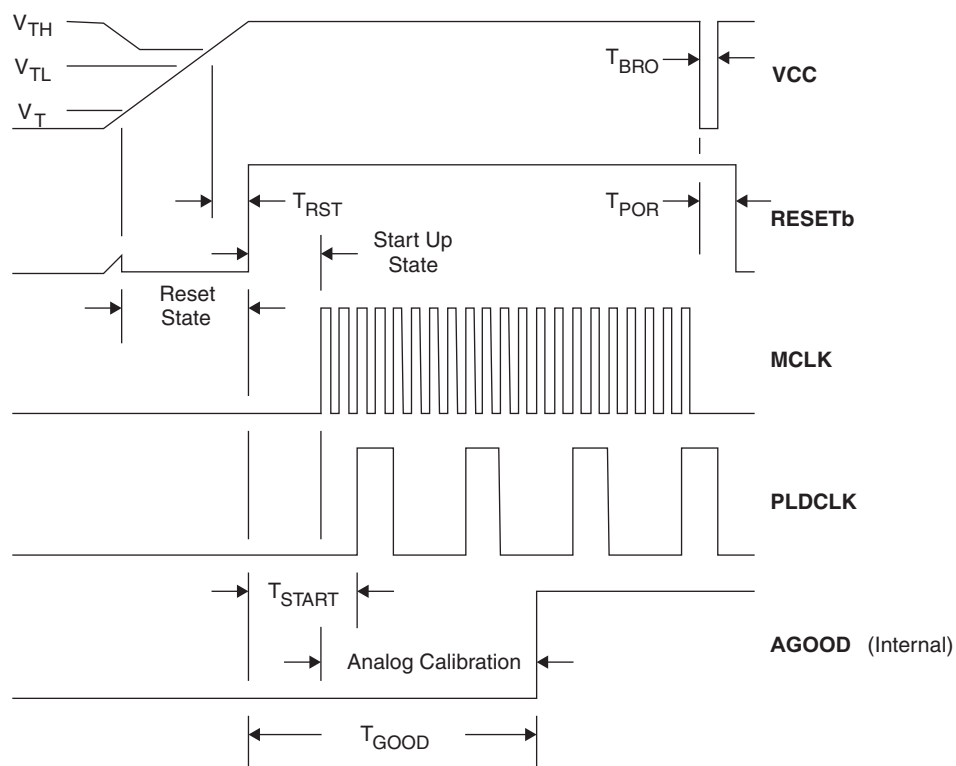 VTH
VTL
VT
TBRO
VCC
TRST
TPOR
RESETb
Start Up
State
Reset
State
MCLK
PLDCLK
TSTART
AGOOD (Internal)
Analog Calibration
TGOOD